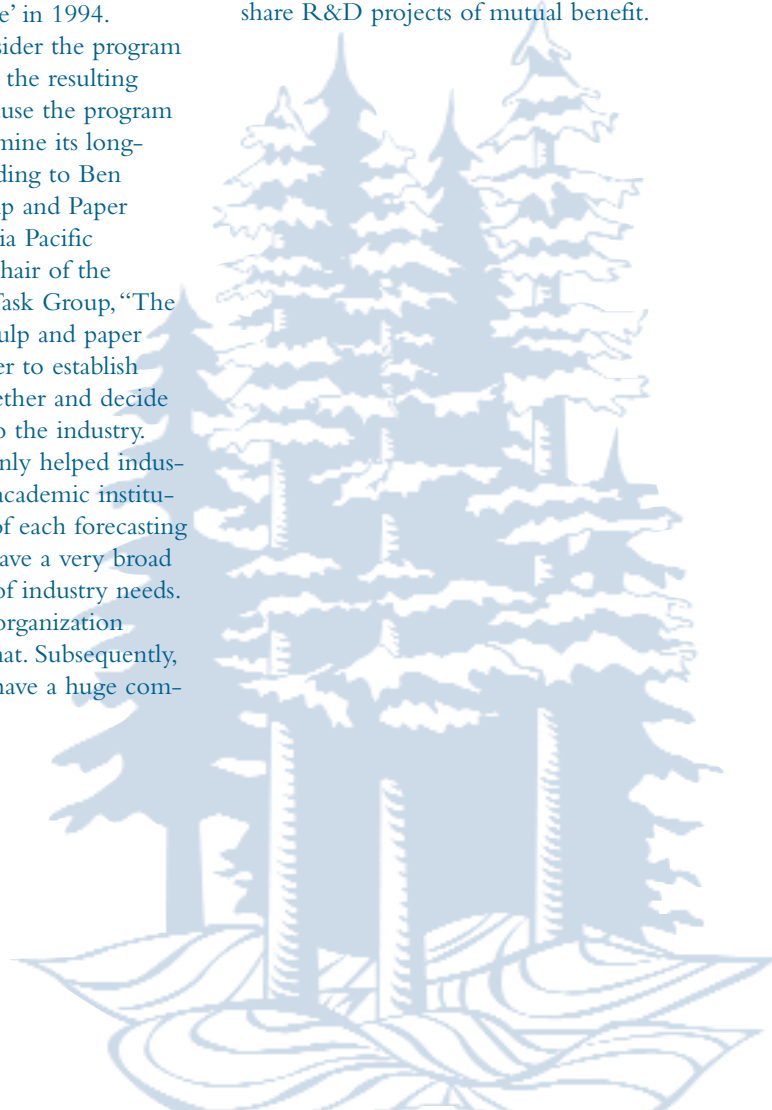 e’ in 1994.
sider the program
the resulting
use the program
mine its long-
ding to Ben
p and Paper
ia Pacific
hair of the
Task Group, “The
ulp and paper
er to establish
ether and decide
o the industry.
nly helped indus-
academic institu-
of each forecasting
ave a very broad
of industry needs.
organization
hat. Subsequently,
have a huge com-
share R&D projects of mutual benefit.